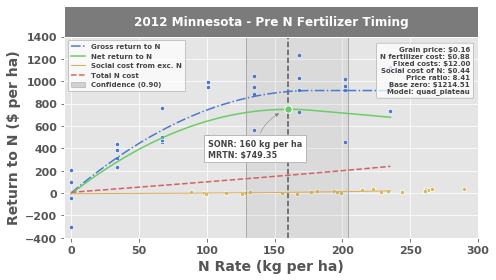 2012 Minnesota - Pre N Fertilizer Timing
Return to N ($ per ha)
1400
1200
1000
800
600
400
200
0
−200
−400
Gross return to N
Net return to N
Social cost from exc. N
Total N cost
Confidence (0.90)
Grain price: $0.16
N fertilizer cost: $0.88
Fixed costs: $12.00
Social cost of N: $0.44
Price ratio: 8.41
Base zero: $1214.51
Model: quad_plateau
SONR: 160 kg per ha
MRTN: $749.35
0
50
100
150
200
250
300
N Rate (kg per ha)